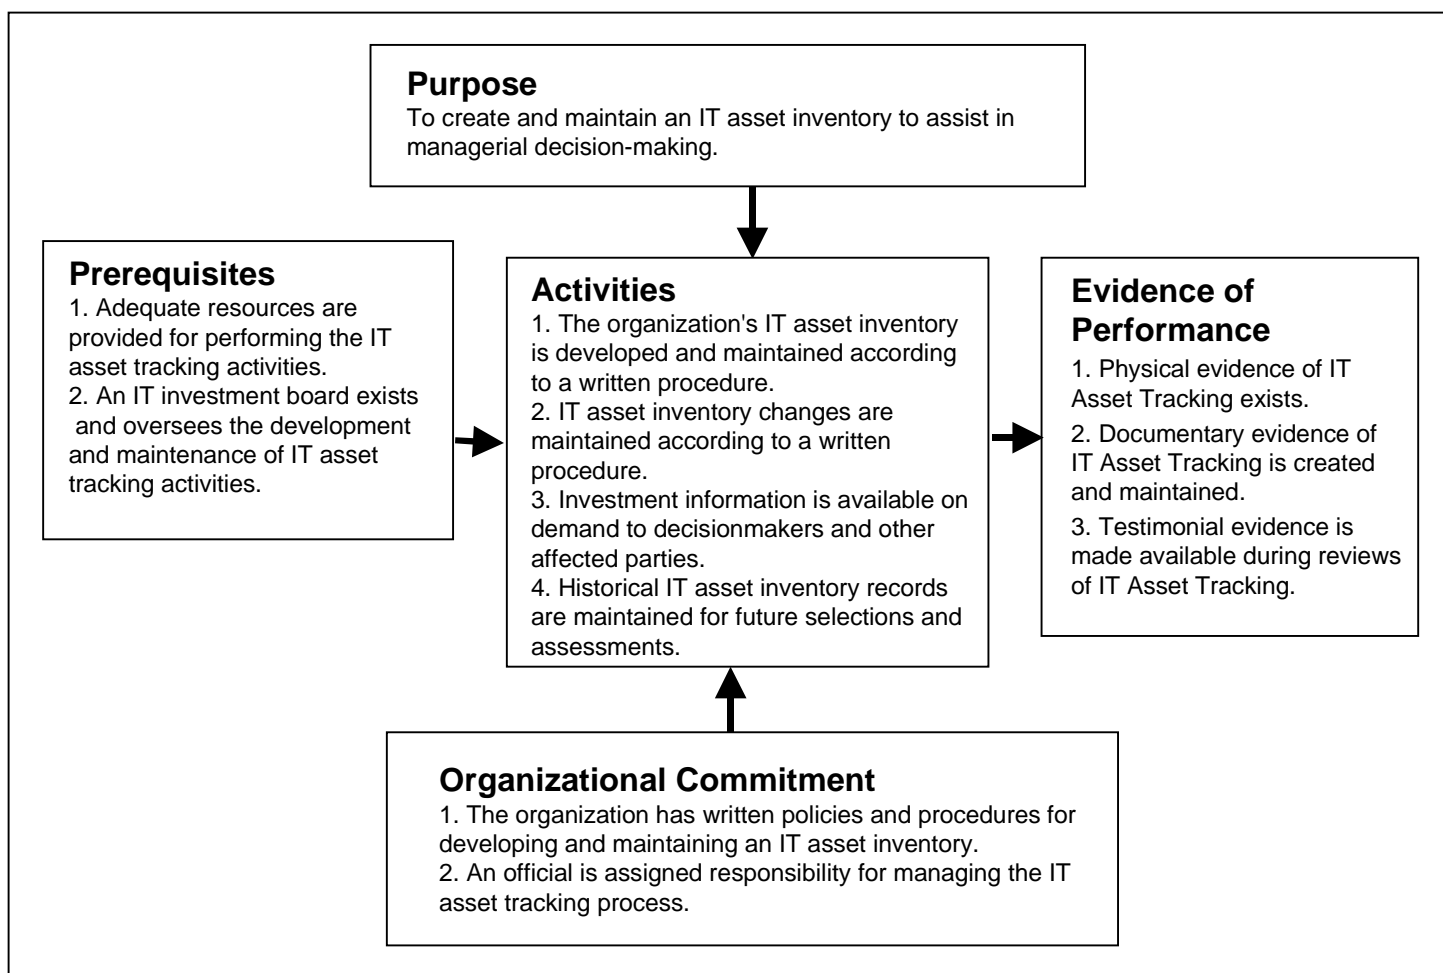 Purpose
To create and maintain an IT asset inventory to assist in
managerial decision-making.
Prerequisites
1. Adequate resources are
provided for performing the IT
asset tracking activities.
2. An IT investment board exists
and oversees the development
and maintenance of IT asset
tracking activities.
Activities
1. The organization's IT asset inventory
is developed and maintained according
to a written procedure.
2. IT asset inventory changes are
maintained according to a written
procedure.
3. Investment information is available on
demand to decisionmakers and other
affected parties.
4. Historical IT asset inventory records
are maintained for future selections and
assessments.
Evidence of
Performance
1. Physical evidence of IT
Asset Tracking exists.
2. Documentary evidence of
IT Asset Tracking is created
and maintained.
3. Testimonial evidence is
made available during reviews
of IT Asset Tracking.
Organizational Commitment
1. The organization has written policies and procedures for
developing and maintaining an IT asset inventory.
2. An official is assigned responsibility for managing the IT
asset tracking process.